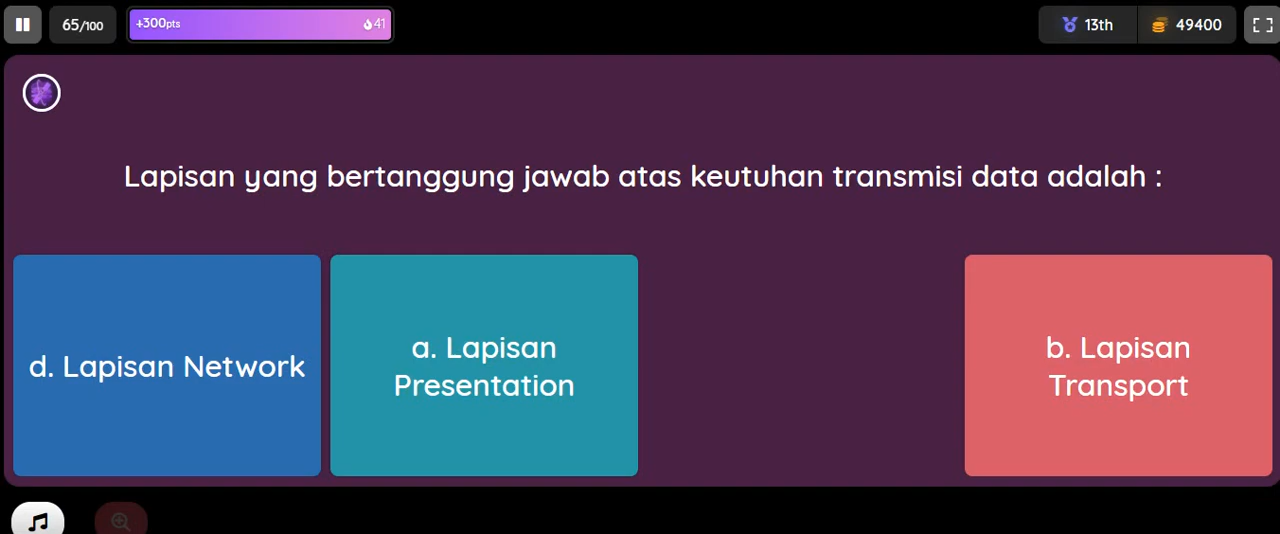 65/100
+300pts
41
13th
49400
Lapisan yang bertanggung jawab atas keutuhan transmisi data adalah :
d. Lapisan Network
a. Lapisan
Presentation
b. Lapisan
Transport